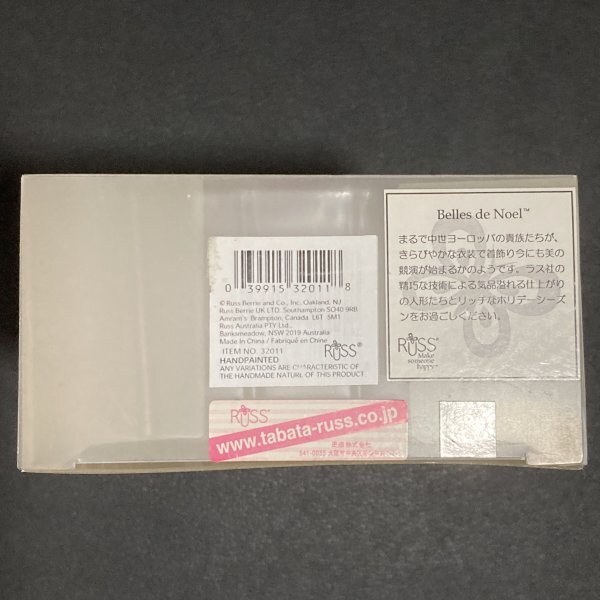 Belles de Noel™
まるで中世ヨーロッパの貴族たちが、
きらびやかな衣装で着飾り今にも美の
競演が始まるかのようです。ラス社の
精巧な技術による気品溢れる仕上がり
の人形たちとリッチなホリデーシーズ
ンをお過ごしください。
RUSS®
Make
someone
happy™
0 39915 32011 8
© Russ Berrie and Co., Inc. Oakland, NJ
Russ Berrie UK LTD. Southampton SO40 9RB
Amram's Brampton, Canada L6T 5M1
Russ Australia PTY Ltd.,
Banksmeadow, NSW 2019 Australia
Made In China / Fabriqué en Chine
ITEM NO. 32011
RUSS®
HANDPAINTED
ANY VARIATIONS ARE CHARACTERISTIC OF
THE HANDMADE NATURE OF THIS PRODUCT
RUSS®
www.tabata-russ.co.jp
株式会社
541-0053